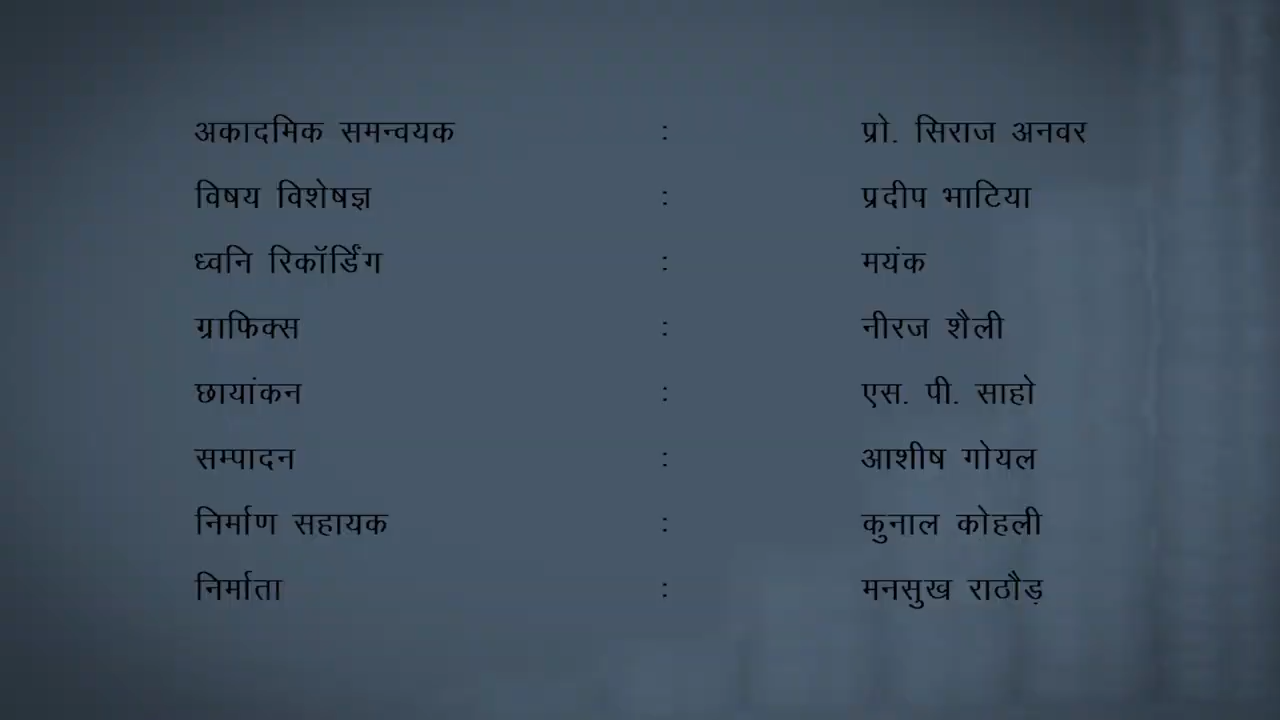 अकादमिक समन्वयक : प्रो. सिराज अनवर
विषय विशेषज्ञ : प्रदीप भाटिया
ध्वनि रिकॉर्डिंग : मयंक
ग्राफिक्स : नीरज शैली
छायांकन : एस. पी. साहो
सम्पादन : आशीष गोयल
निर्माण सहायक : कुनाल कोहली
निर्माता : मनसुख राठौड़